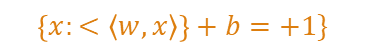 {x: < ⟨w, x⟩} + b = +1}